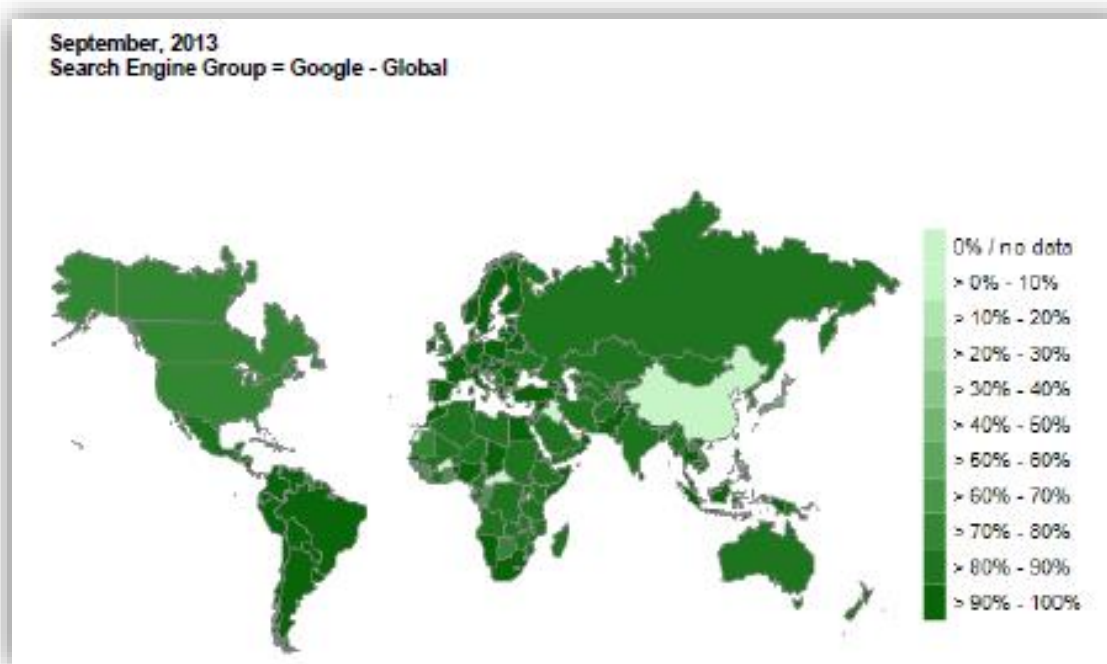 September, 2013
Search Engine Group = Google - Global
0% / no data
> 0% - 10%
> 10% - 20%
> 20% - 30%
> 30% - 40%
> 40% - 50%
> 50% - 60%
> 60% - 70%
> 70% - 80%
> 80% - 90%
> 90% - 100%